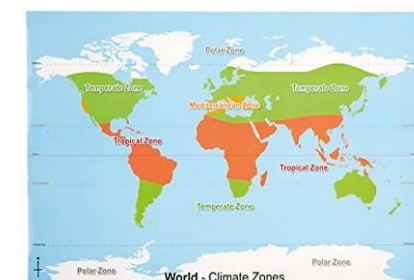 Polar Zone
Temperate Zone
Temperate Zone
Mediterranean Zone
Tropical Zone
Tropical Zone
Temperate Zone
Polar Zone
Polar Zone
World - Climate Zones